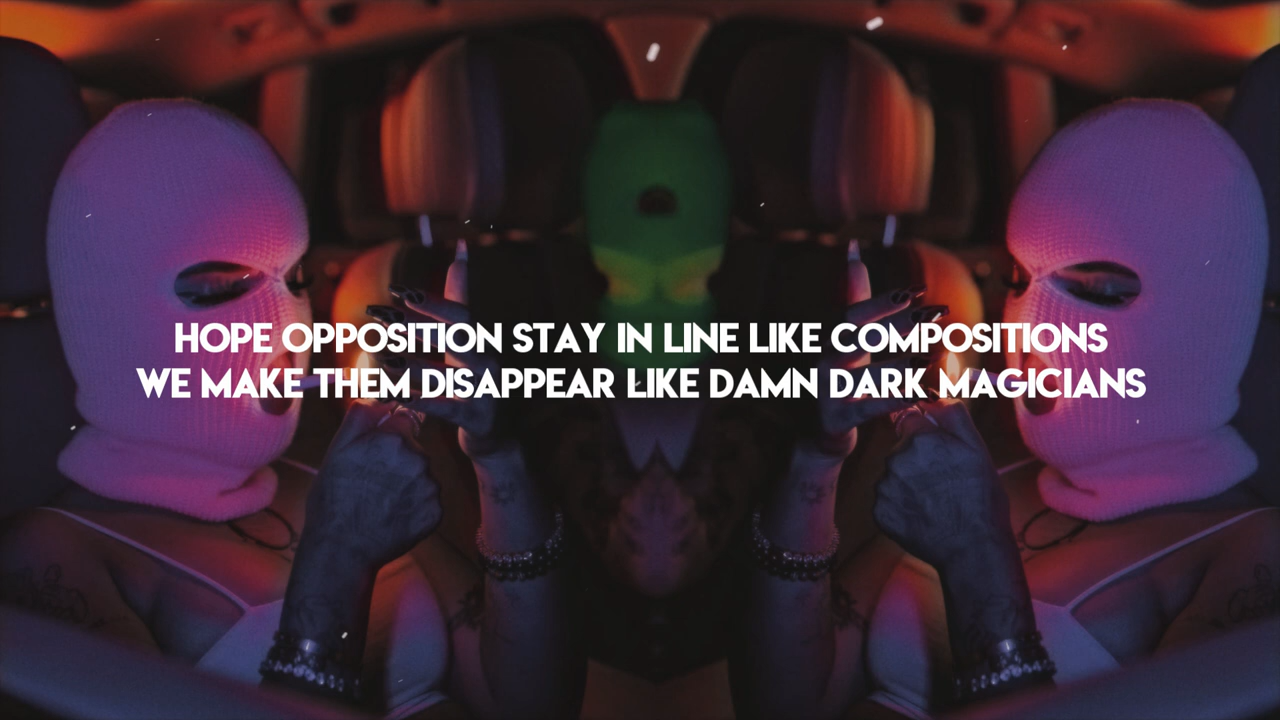 HOPE OPPOSITION STAY IN LINE LIKE COMPOSITIONS
WE MAKE THEM DISAPPEAR LIKE DAMN DARK MAGICIANS